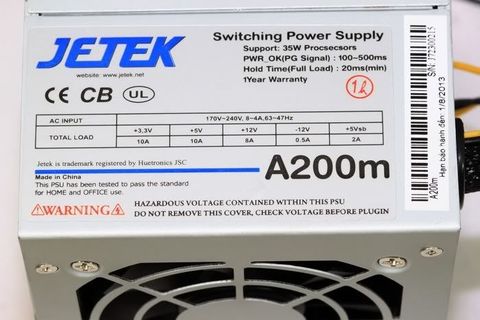 JETEK
website: www.jetek.net
Switching Power Supply
Support: 35W Procsecsors
PWR_OK(PG Signal) : 100~500ms
Hold Time(Full Load) : 20ms(min)
1Year Warranty
CE CB UL
AC INPUT 170V~240V, 8-4A,63~47Hz
TOTAL LOAD +3,3V +5V +12V -12V +5Vsb
10A 10A 8A 0.5A 2A
Jetek is trademark registered by Huetronics JSC
Made in China
This PSU has been tested to pass the standard
for HOME and OFFICE use.
A200m
WARNING
HAZARDOUS VOLTAGE CONTAINED WITHIN THIS PSU
DO NOT REMOVE THIS COVER, CHECK VOLTAGE BEFORE PLUGIN
A200m
Hạn bảo hành đến: 1/8/2013